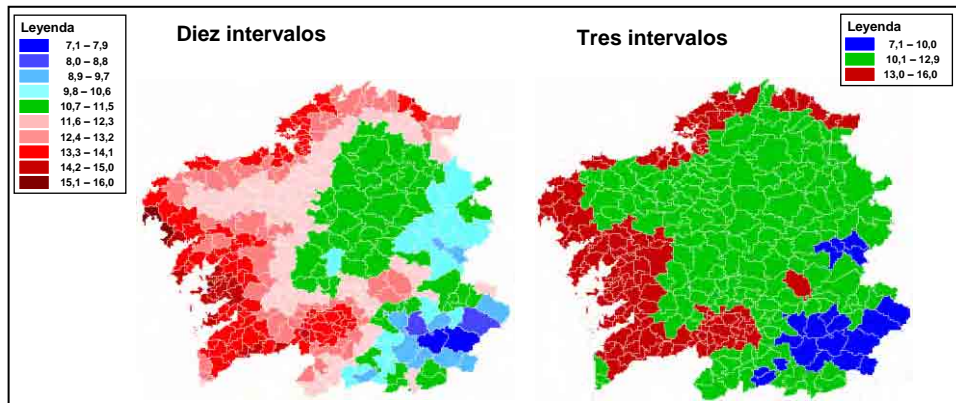 Leyenda
7,1 – 7,9
8,0 – 8,8
8,9 – 9,7
9,8 – 10,6
10,7 – 11,5
11,6 – 12,3
12,4 – 13,2
13,3 – 14,1
14,2 – 15,0
15,1 – 16,0
Diez intervalos
Tres intervalos
Leyenda
7,1 – 10,0
10,1 – 12,9
13,0 – 16,0